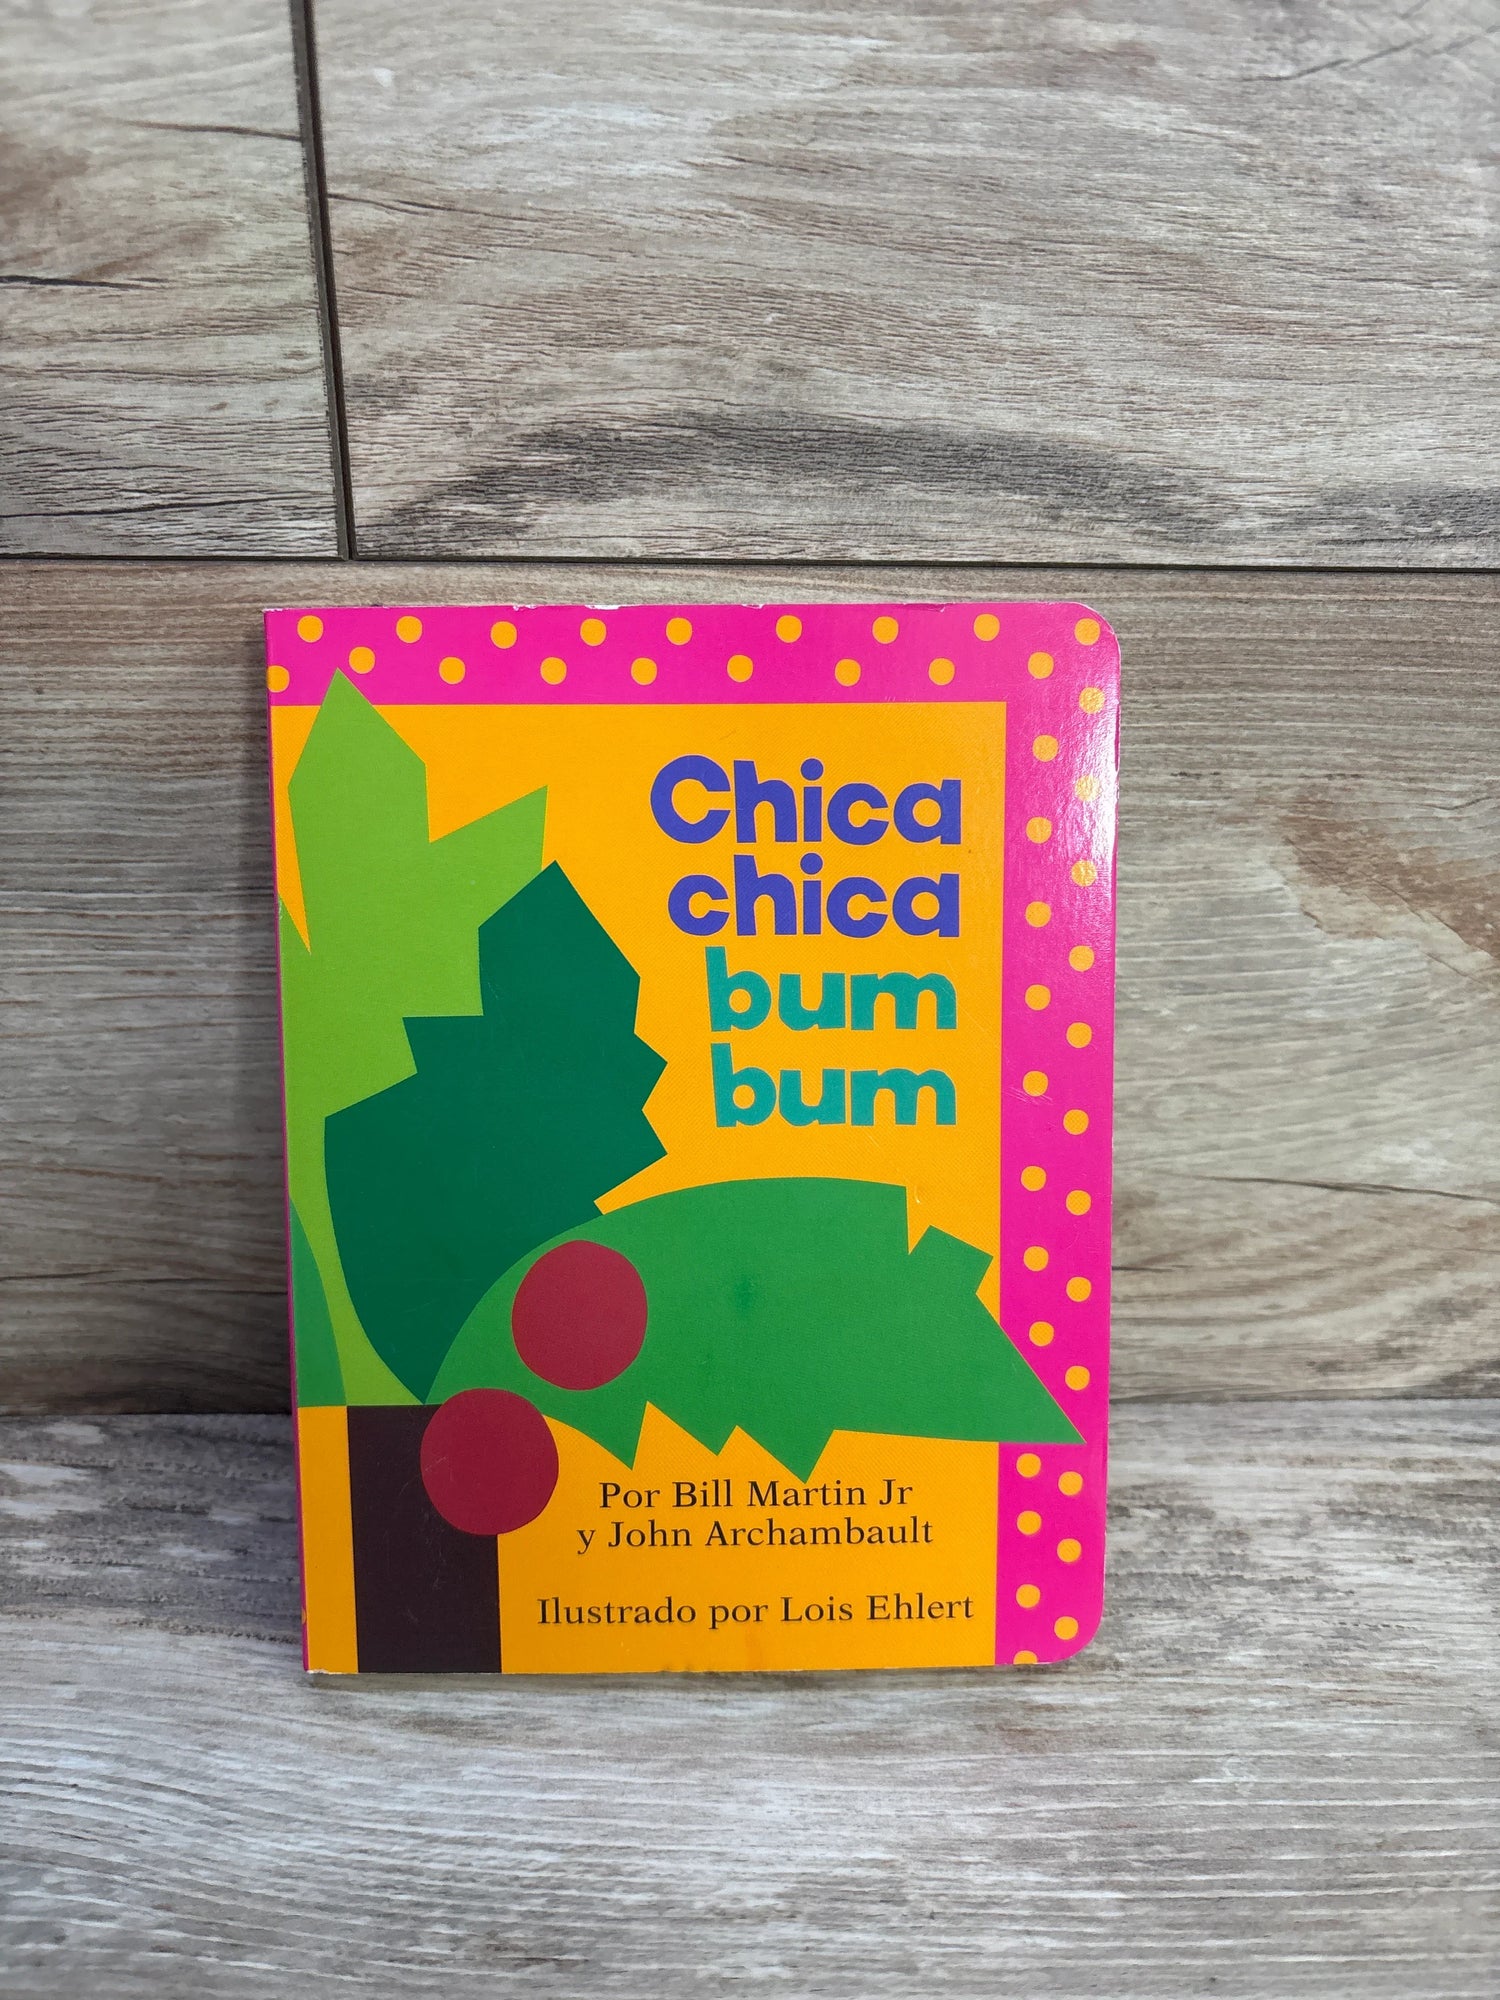 Chica
chica
bum
bum
Por Bill Martin Jr
y John Archambault
Ilustrado por Lois Ehlert